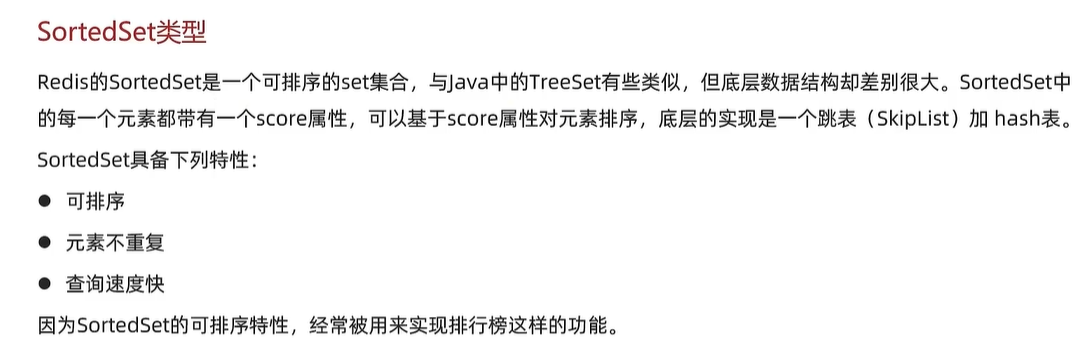 SortedSet类型
Redis的SortedSet是一个可排序的set集合，与Java中的TreeSet有些类似，但底层数据结构却差别很大。SortedSet中
的每一个元素都带有一个score属性，可以基于score属性对元素排序，底层的实现是一个跳表（SkipList）加 hash表。
SortedSet具备下列特性：
● 可排序
● 元素不重复
● 查询速度快
因为SortedSet的可排序特性，经常被用来实现排行榜这样的功能。